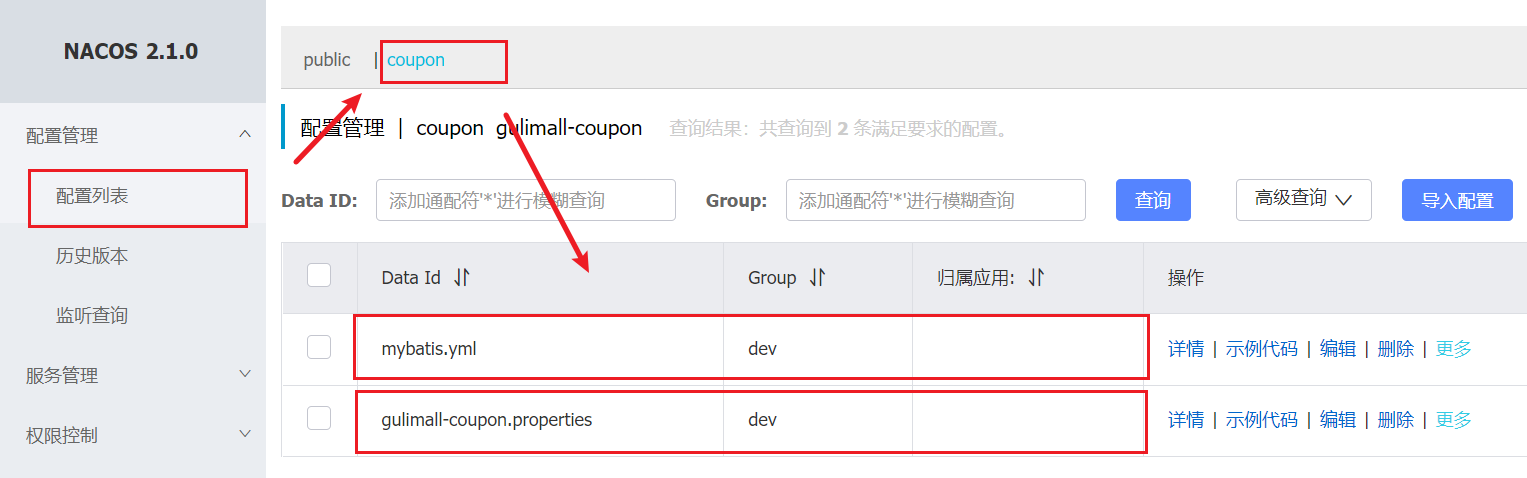 NACOS 2.1.0
配置管理
配置列表
历史版本
监听查询
服务管理
权限控制
public | coupon
配置管理 | coupon gulimall-coupon 查询结果：共查询到 2 条满足要求的配置。
Data ID: 添加通配符'*'进行模糊查询 Group: 添加通配符'*'进行模糊查询 查询 高级查询 导入配置
Data Id Group 归属应用: 操作
mybatis.yml dev 详情 | 示例代码 | 编辑 | 删除 | 更多
gulimall-coupon.properties dev 详情 | 示例代码 | 编辑 | 删除 | 更多